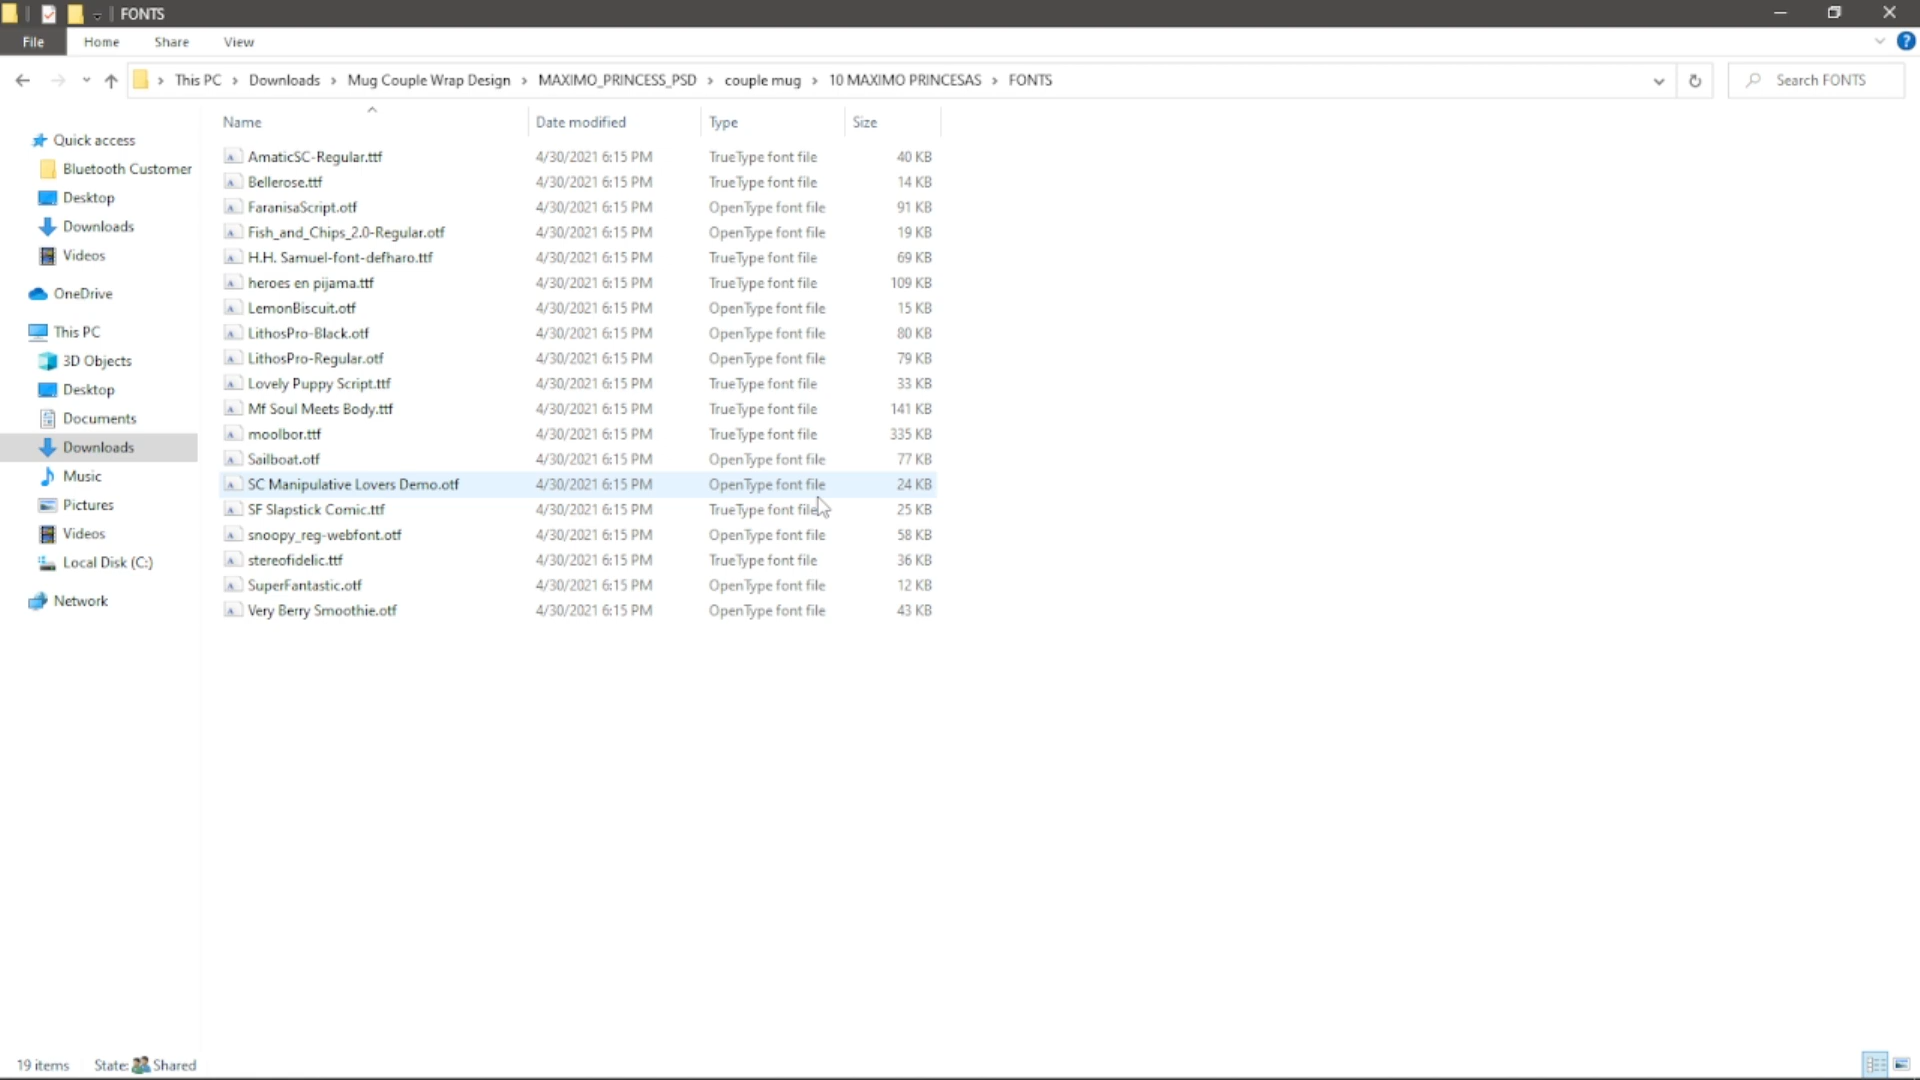 FONTS
File Home Share View
This PC Downloads Mug Couple Wrap Design MAXIMO_PRINCESS_PSD couple mug 10 MAXIMO PRINCESAS FONTS Search FONTS
Name Date modified Type Size
Quick access
Bluetooth Customer
Desktop
Downloads
Videos
OneDrive
This PC
3D Objects
Desktop
Documents
Downloads
Music
Pictures
Videos
Local Disk (C:)
Network
AmaticSC-Regular.ttf 4/30/2021 6:15 PM TrueType font file 40 KB
Bellerose.ttf 4/30/2021 6:15 PM TrueType font file 14 KB
FaranisaScript.otf 4/30/2021 6:15 PM OpenType font file 91 KB
Fish_and_Chips_2.0-Regular.otf 4/30/2021 6:15 PM OpenType font file 19 KB
H.H. Samuel-font-defharo.ttf 4/30/2021 6:15 PM TrueType font file 69 KB
heroes en pijama.ttf 4/30/2021 6:15 PM TrueType font file 109 KB
LemonBiscuit.otf 4/30/2021 6:15 PM OpenType font file 15 KB
LithosPro-Black.otf 4/30/2021 6:15 PM OpenType font file 80 KB
LithosPro-Regular.otf 4/30/2021 6:15 PM OpenType font file 79 KB
Lovely Puppy Script.ttf 4/30/2021 6:15 PM TrueType font file 33 KB
Mf Soul Meets Body.ttf 4/30/2021 6:15 PM TrueType font file 141 KB
moolbor.ttf 4/30/2021 6:15 PM TrueType font file 335 KB
Sailboat.otf 4/30/2021 6:15 PM OpenType font file 77 KB
SC Manipulative Lovers Demo.otf 4/30/2021 6:15 PM OpenType font file 24 KB
SF Slapstick Comic.ttf 4/30/2021 6:15 PM TrueType font file 25 KB
snoopy_reg-webfont.otf 4/30/2021 6:15 PM OpenType font file 58 KB
stereofidelic.ttf 4/30/2021 6:15 PM TrueType font file 36 KB
SuperFantastic.otf 4/30/2021 6:15 PM OpenType font file 12 KB
Very Berry Smoothie.otf 4/30/2021 6:15 PM OpenType font file 43 KB
19 items State: Shared